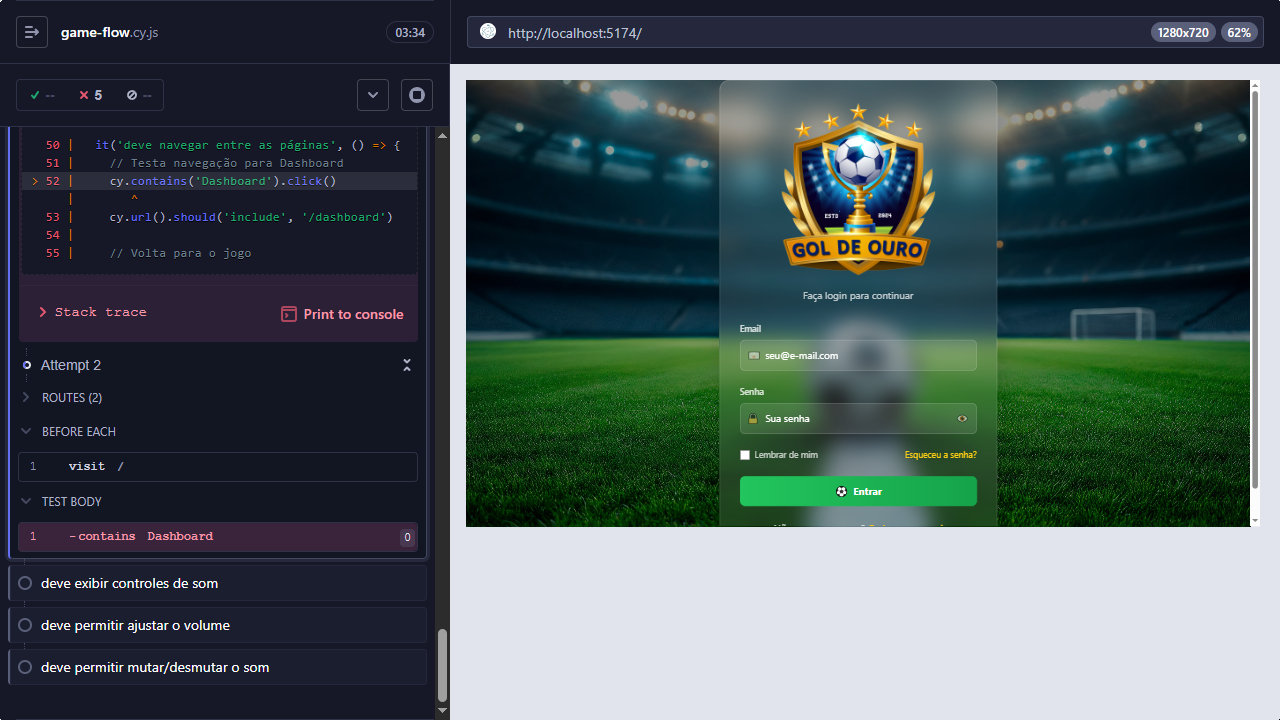 game-flow.cy.js
03:34
--
5
--
50 | it('deve navegar entre as páginas', () => {
51 | // Testa navegação para Dashboard
> 52 | cy.contains('Dashboard').click()
| ^
53 | cy.url().should('include', '/dashboard')
54 |
55 | // Volta para o jogo
Stack trace
Print to console
Attempt 2
ROUTES (2)
BEFORE EACH
1 visit /
TEST BODY
1 -contains Dashboard 0
deve exibir controles de som
deve permitir ajustar o volume
deve permitir mutar/desmutar o som
http://localhost:5174/
1280x720
62%
ESTD 2024
GOL DE OURO
Faça login para continuar
Email
seu@e-mail.com
Senha
Sua senha
Lembrar de mim
Esqueceu a senha?
Entrar